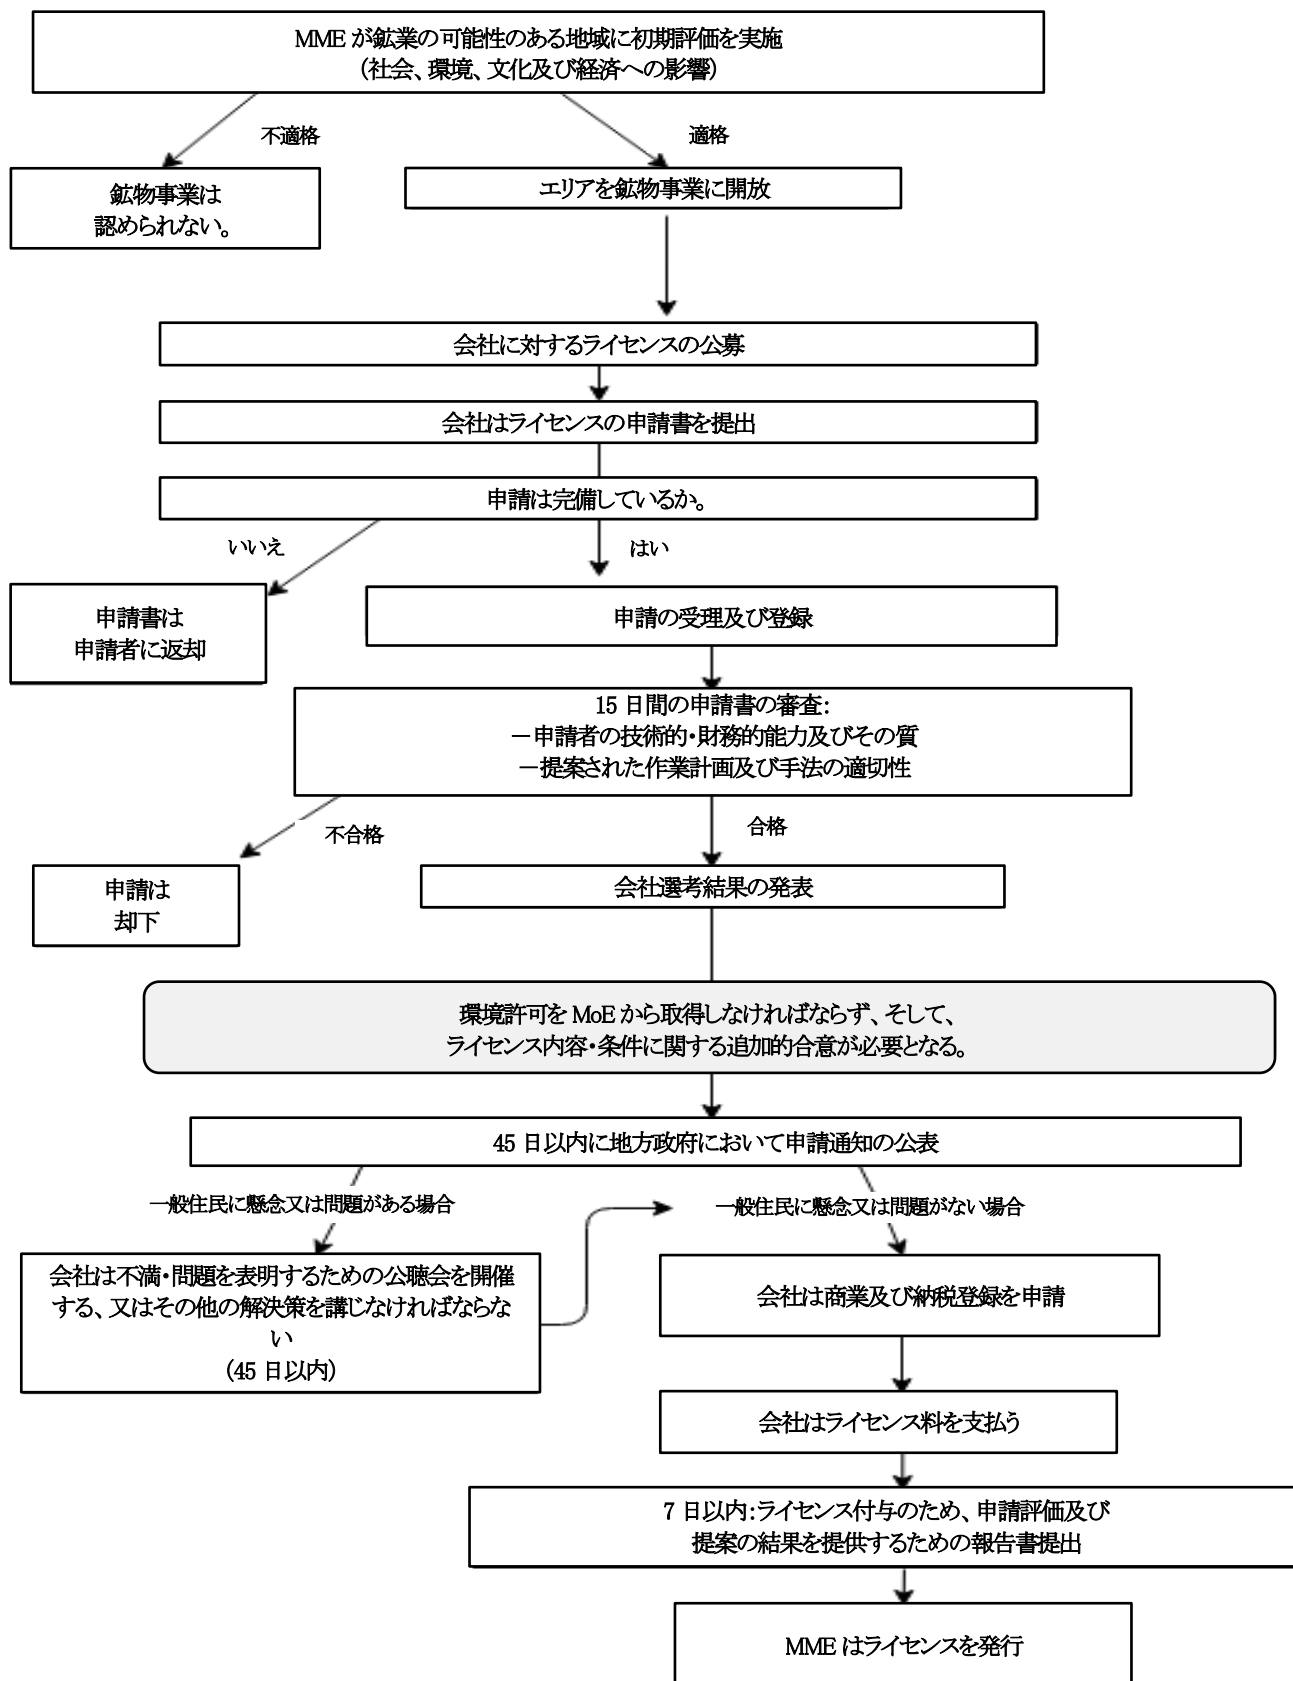 MME が鉱業の可能性のある地域に初期評価を実施
(社会、環境、文化及び経済への影響)
不適格
適格
鉱物事業は
認められない。
エリアを鉱物事業に開放
会社に対するライセンスの公募
会社はライセンスの申請書を提出
申請は完備しているか。
いいえ
はい
申請書は
申請者に返却
申請の受理及び登録
15 日間の申請書の審査:
－申請者の技術的・財務的能力及びその質
－提案された作業計画及び手法の適切性
不合格
合格
申請は
却下
会社選考結果の発表
環境許可を MoE から取得しなければならず、そして、
ライセンス内容・条件に関する追加的合意が必要となる。
45 日以内に地方政府において申請通知の公表
一般住民に懸念又は問題がある場合
一般住民に懸念又は問題がない場合
会社は不満・問題を表明するための公聴会を開催
する、又はその他の解決策を講じなければならな
い
(45 日以内)
会社は商業及び納税登録を申請
会社はライセンス料を支払う
7 日以内:ライセンス付与のため、申請評価及び
提案の結果を提供するための報告書提出
MME はライセンスを発行